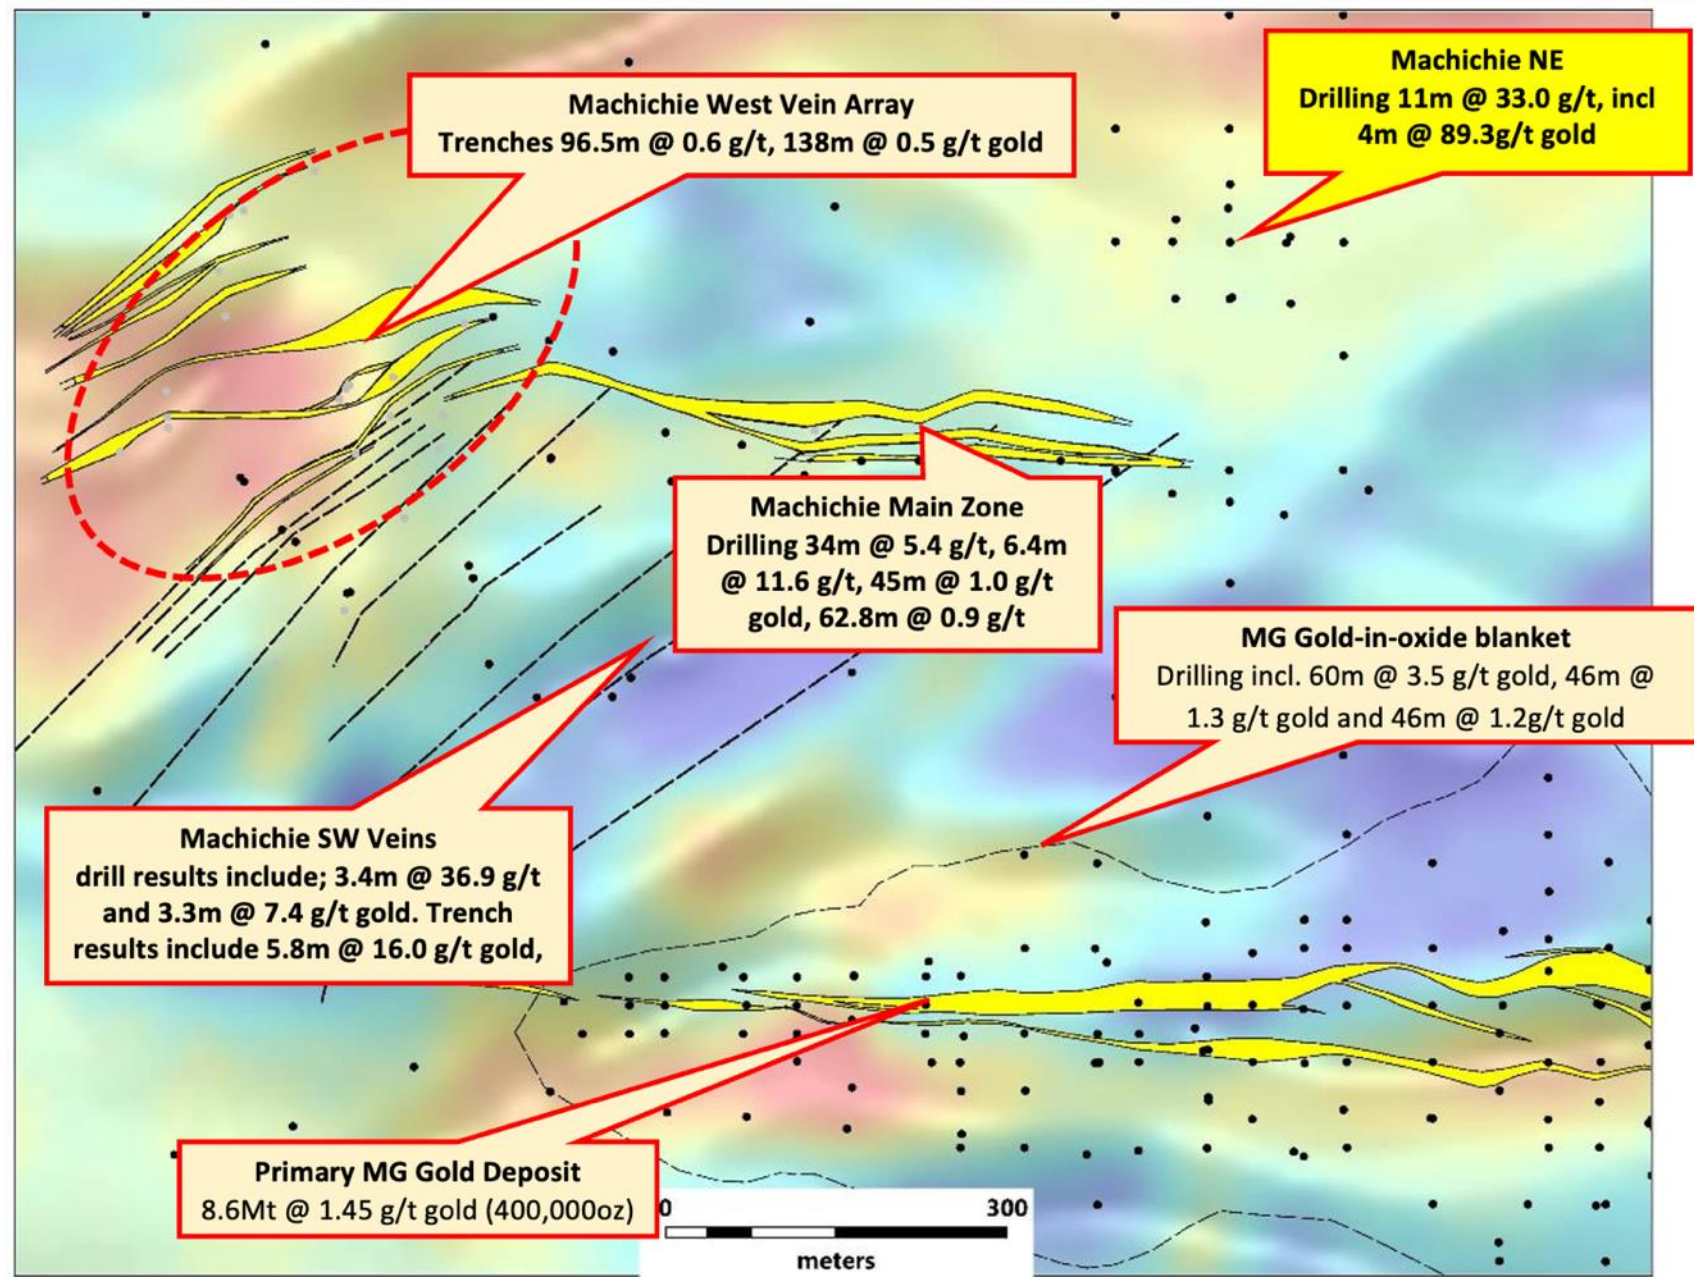 Machichie West Vein Array
Trenches 96.5m @ 0.6 g/t, 138m @ 0.5 g/t gold
Machichie NE
Drilling 11m @ 33.0 g/t, incl
4m @ 89.3g/t gold
Machichie Main Zone
Drilling 34m @ 5.4 g/t, 6.4m
@ 11.6 g/t, 45m @ 1.0 g/t
gold, 62.8m @ 0.9 g/t
MG Gold-in-oxide blanket
Drilling incl. 60m @ 3.5 g/t gold, 46m @
1.3 g/t gold and 46m @ 1.2g/t gold
Machichie SW Veins
drill results include; 3.4m @ 36.9 g/t
and 3.3m @ 7.4 g/t gold. Trench
results include 5.8m @ 16.0 g/t gold,
Primary MG Gold Deposit
8.6Mt @ 1.45 g/t gold (400,000oz)
0 300
meters